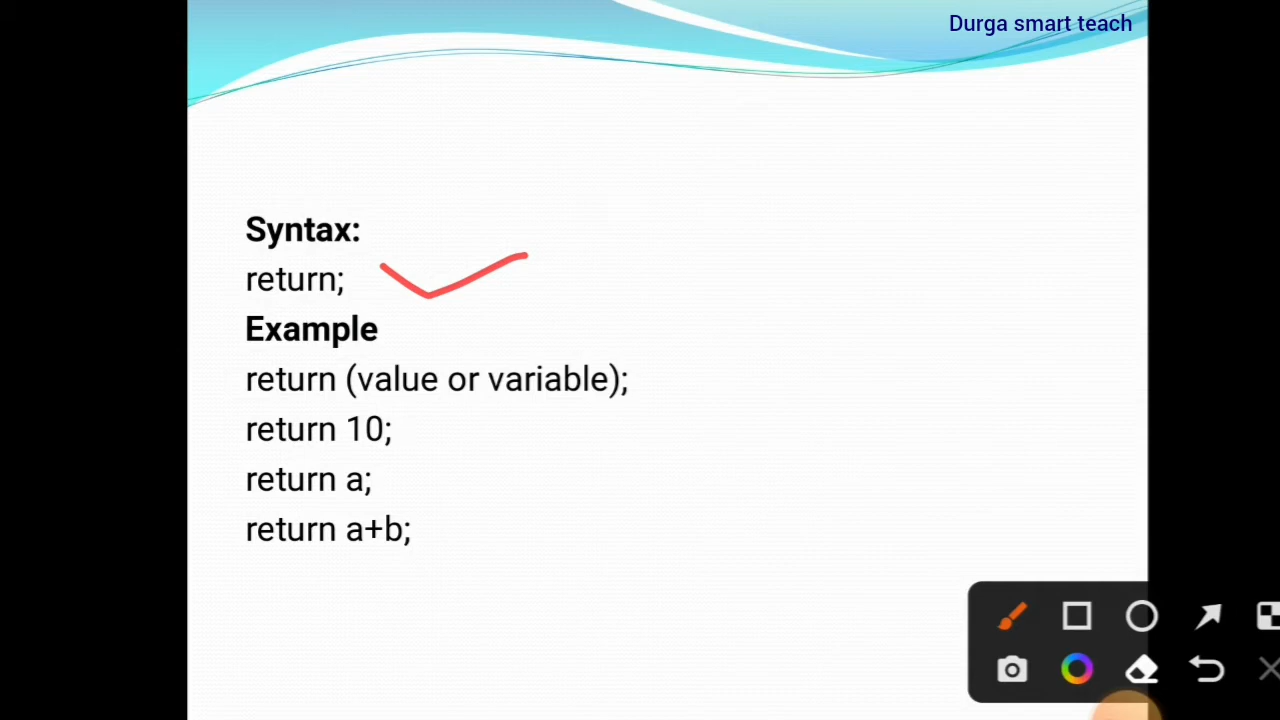 Durga smart teach
Syntax:
return;
Example
return (value or variable);
return 10;
return a;
return a+b;